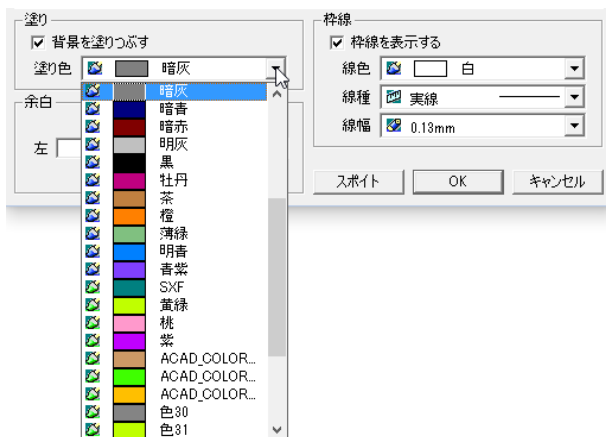 塗り
背景を塗りつぶす
塗り色 暗灰
余白
左
暗灰
暗青
暗赤
明灰
黒
牡丹
茶
橙
薄緑
明青
青紫
SXF
黄緑
桃
紫
ACAD_COLOR...
ACAD_COLOR...
ACAD_COLOR...
色30
色31
枠線
枠線を表示する
線色 白
線種 実線
線幅 0.13mm
スポイト OK キャンセル